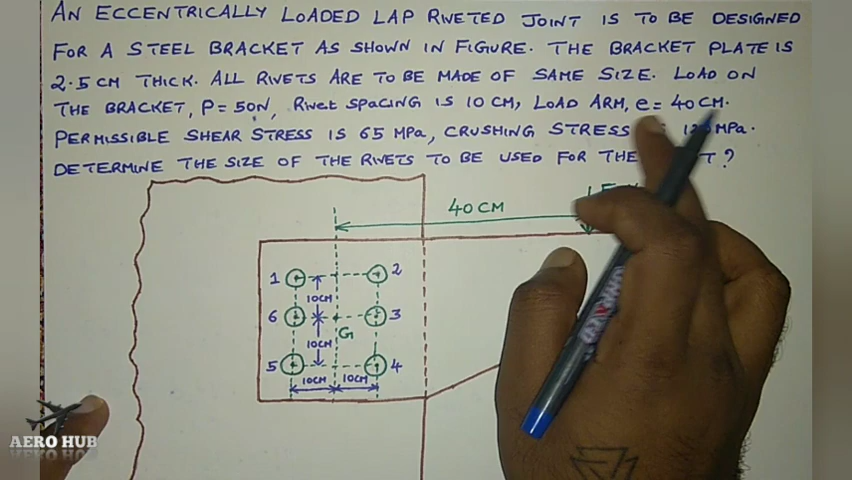 AN ECCENTRICALLY LOADED LAP RIVETED JOINT IS TO BE DESIGNED
FOR A STEEL BRACKET AS SHOWN IN FIGURE. THE BRACKET PLATE IS
2.5 CM THICK. ALL RIVETS ARE TO BE MADE OF SAME SIZE. LOAD ON
THE BRACKET, P= 50N, RIVET SPACING IS 10 CM, LOAD ARM, e= 40 CM.
PERMISSIBLE SHEAR STRESS IS 65 MPa, CRUSHING STRESS MPa.
DETERMINE THE SIZE OF THE RIVETS TO BE USED FOR THE ?
40 CM
1 2
10CM
6 3
G
10CM
5 4
10CM 10CM
AERO HUB